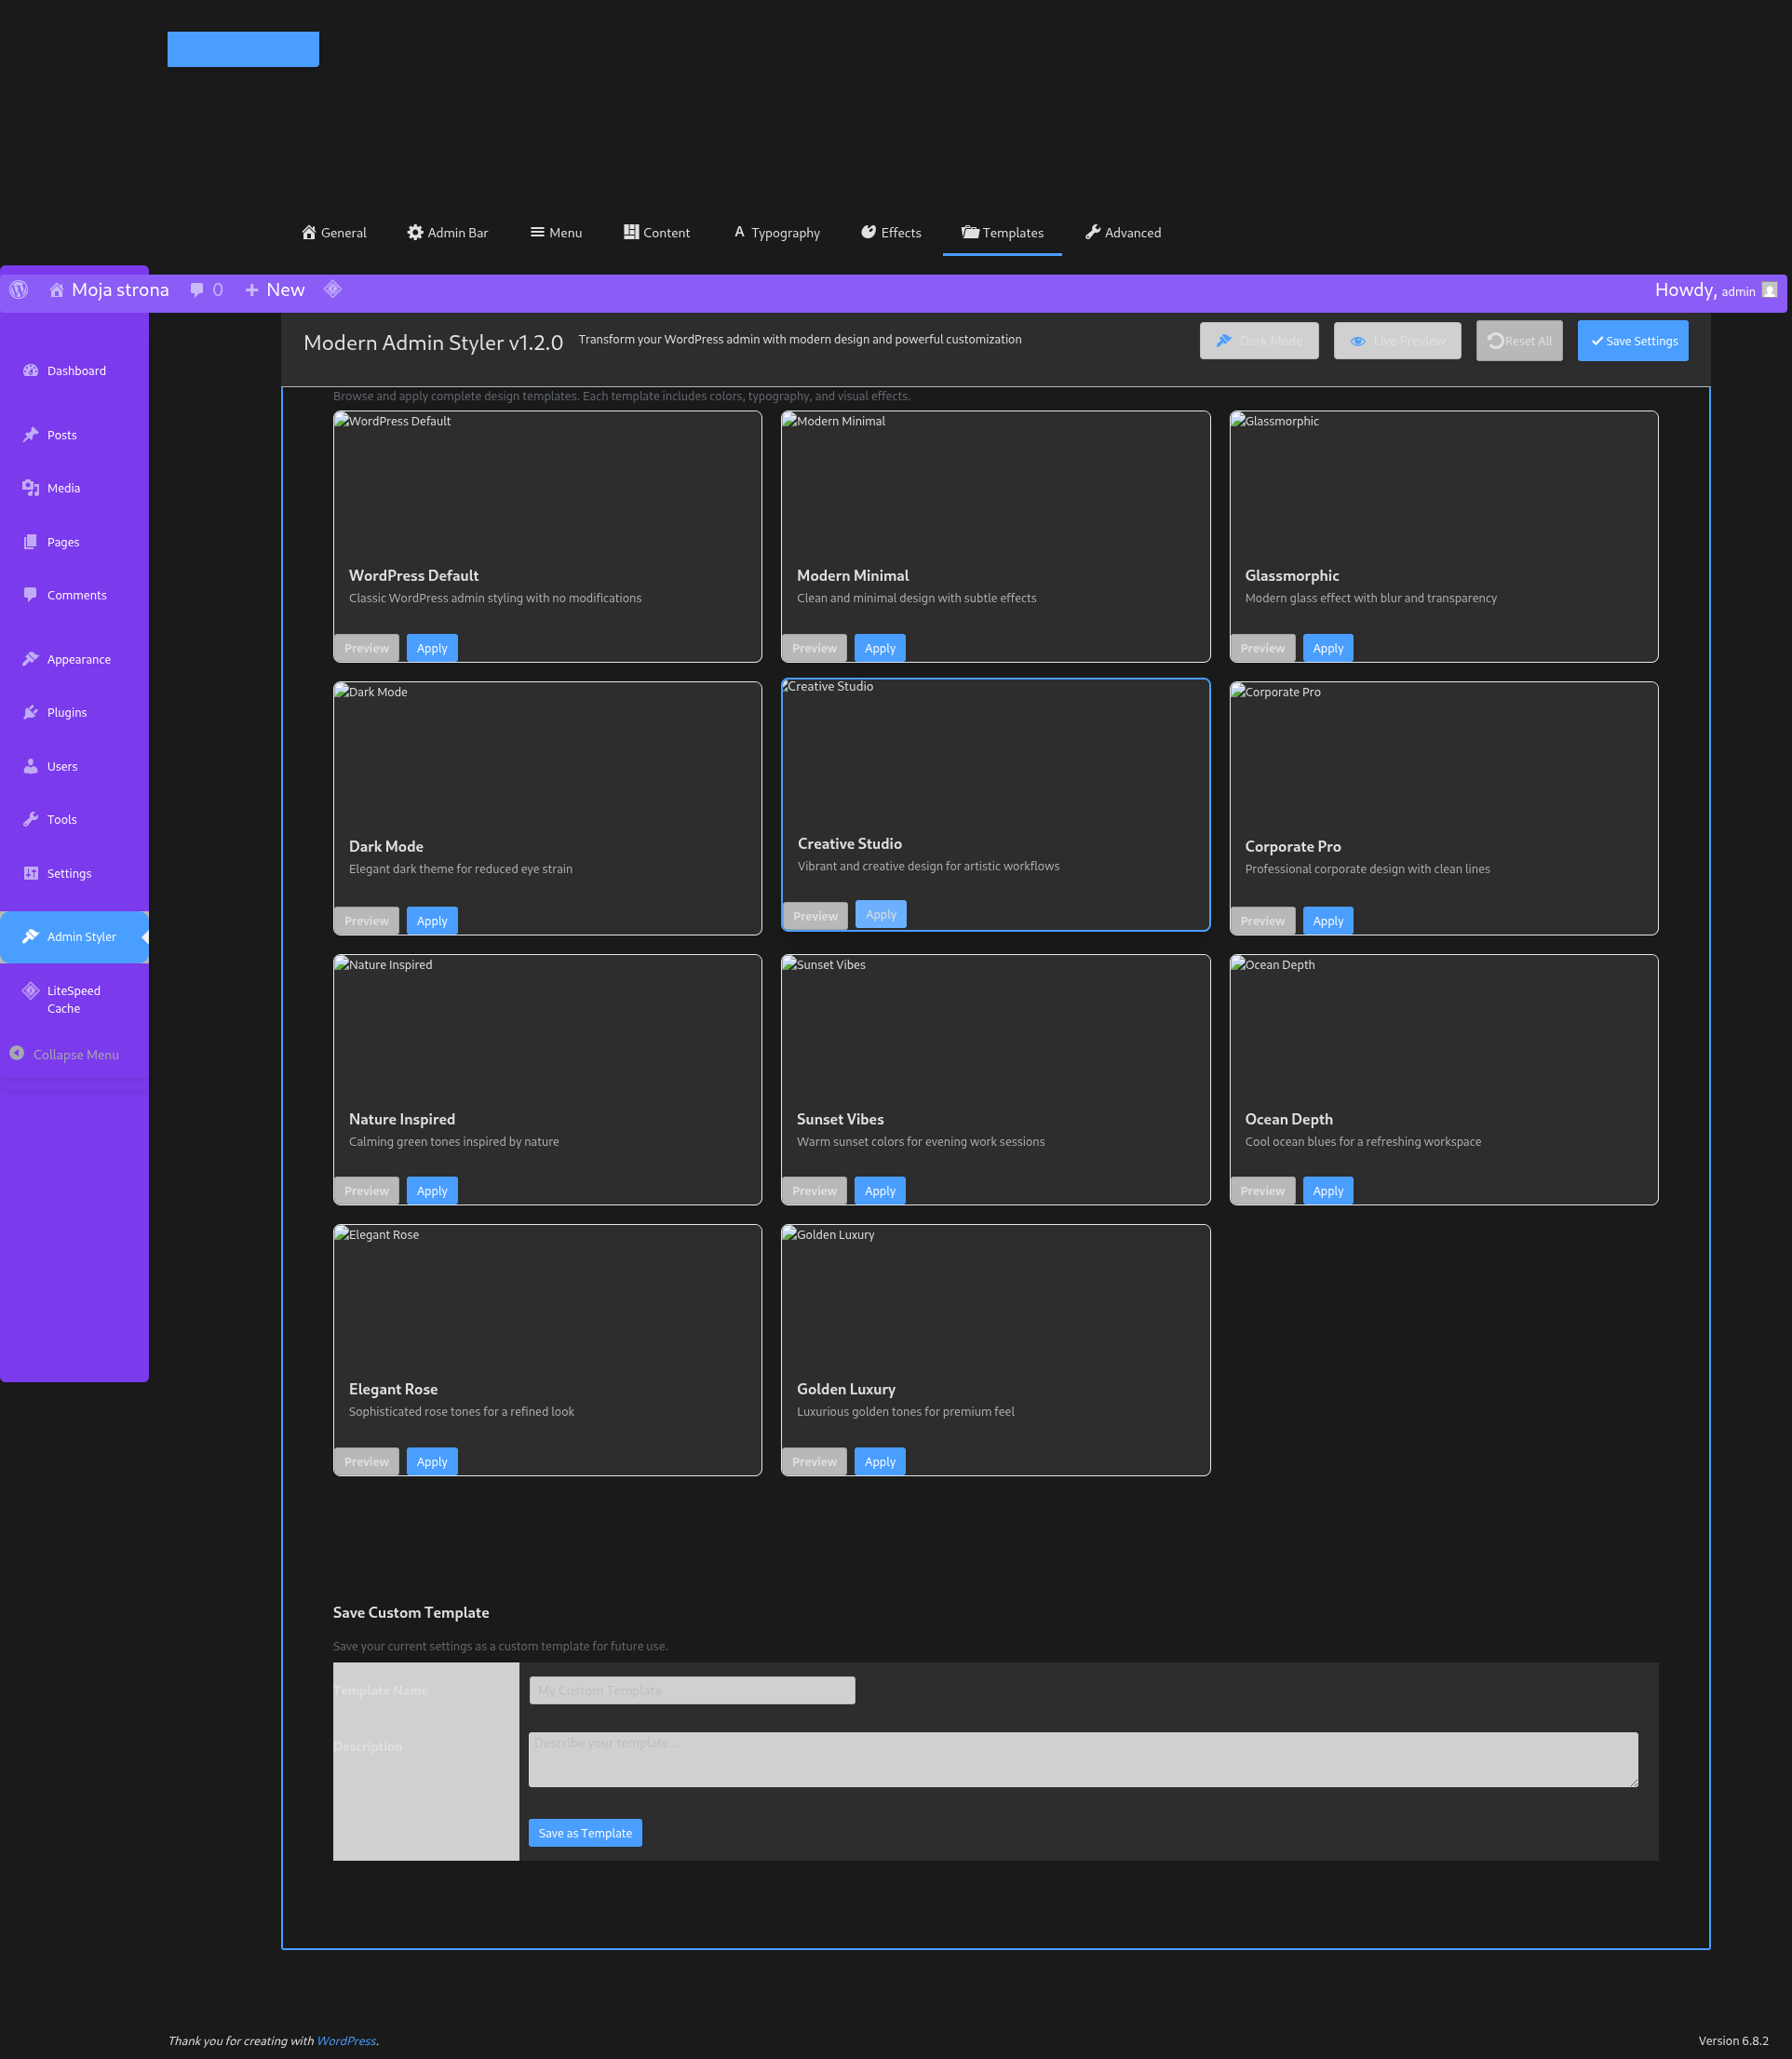 General
Admin Bar
Menu
Content
Typography
Effects
Templates
Advanced
Moja strona
0
New
Howdy, admin
Modern Admin Styler v1.2.0
Transform your WordPress admin with modern design and powerful customization
Dark Mode
Live Preview
Reset All
Save Settings
Dashboard
Posts
Media
Pages
Comments
Appearance
Plugins
Users
Tools
Settings
Admin Styler
LiteSpeed
Cache
Collapse Menu
Browse and apply complete design templates. Each template includes colors, typography, and visual effects.
WordPress Default
WordPress Default
Classic WordPress admin styling with no modifications
Preview
Apply
Modern Minimal
Modern Minimal
Clean and minimal design with subtle effects
Preview
Apply
Glassmorphic
Glassmorphic
Modern glass effect with blur and transparency
Preview
Apply
Dark Mode
Dark Mode
Elegant dark theme for reduced eye strain
Preview
Apply
Creative Studio
Creative Studio
Vibrant and creative design for artistic workflows
Preview
Apply
Corporate Pro
Corporate Pro
Professional corporate design with clean lines
Preview
Apply
Nature Inspired
Nature Inspired
Calming green tones inspired by nature
Preview
Apply
Sunset Vibes
Sunset Vibes
Warm sunset colors for evening work sessions
Preview
Apply
Ocean Depth
Ocean Depth
Cool ocean blues for a refreshing workspace
Preview
Apply
Elegant Rose
Elegant Rose
Sophisticated rose tones for a refined look
Preview
Apply
Golden Luxury
Golden Luxury
Luxurious golden tones for premium feel
Preview
Apply
Save Custom Template
Save your current settings as a custom template for future use.
Template Name
My Custom Template
Description
Describe your template...
Save as Template
Thank you for creating with WordPress.
Version 6.8.2